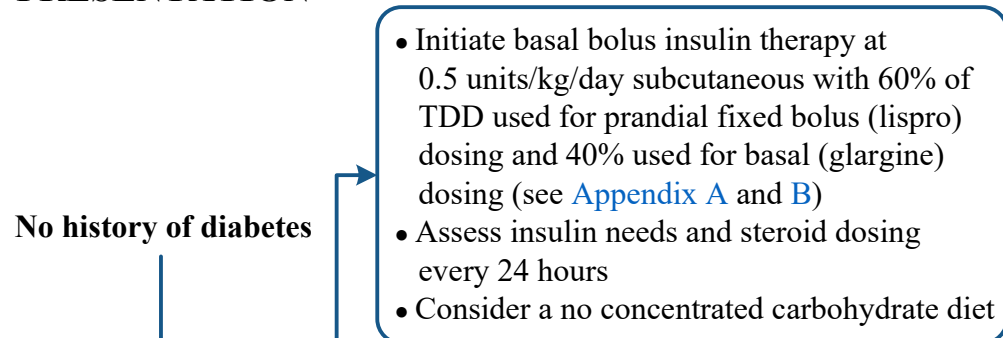 • Initiate basal bolus insulin therapy at
0.5 units/kg/day subcutaneous with 60% of
TDD used for prandial fixed bolus (lispro)
dosing and 40% used for basal (glargine)
dosing (see Appendix A and B)
No history of diabetes
• Assess insulin needs and steroid dosing
every 24 hours
• Consider a no concentrated carbohydrate diet